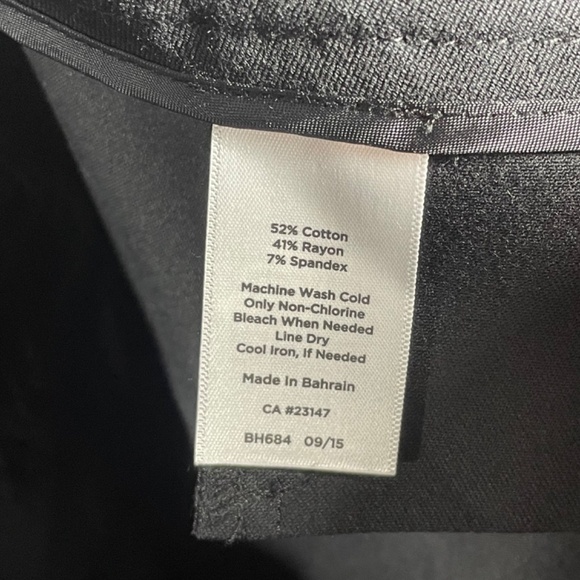 52% Cotton
41% Rayon
7% Spandex
Machine Wash Cold
Only Non-Chlorine
Bleach When Needed
Line Dry
Cool Iron, If Needed
Made In Bahrain
CA #23147
BH684 09/15